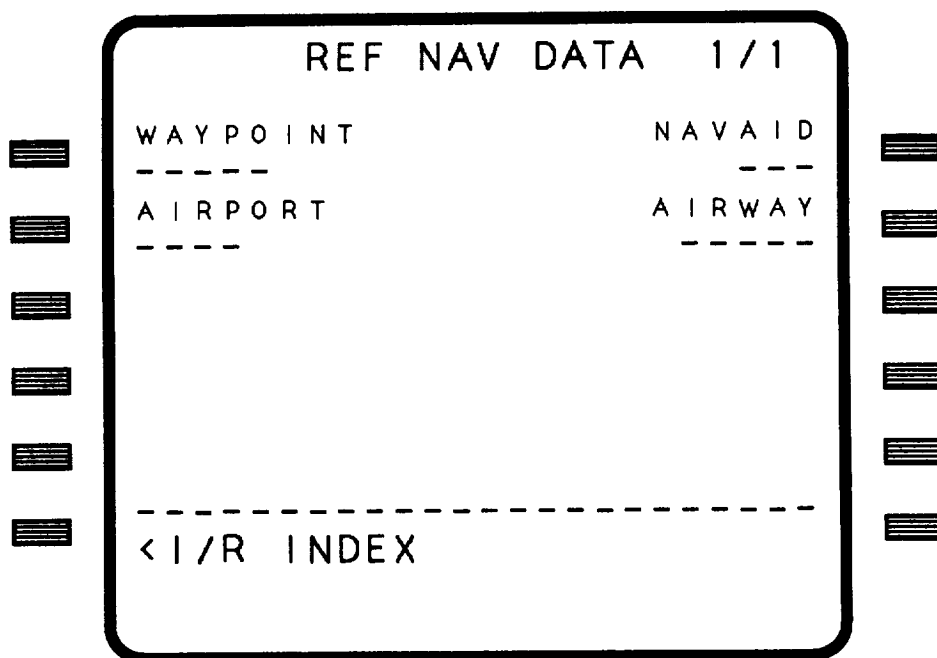 REF NAV DATA 1/1
WAYPOINT NAVAID
----- ---
AIRPORT AIRWAY
---- -----
------------------------
<I/R INDEX